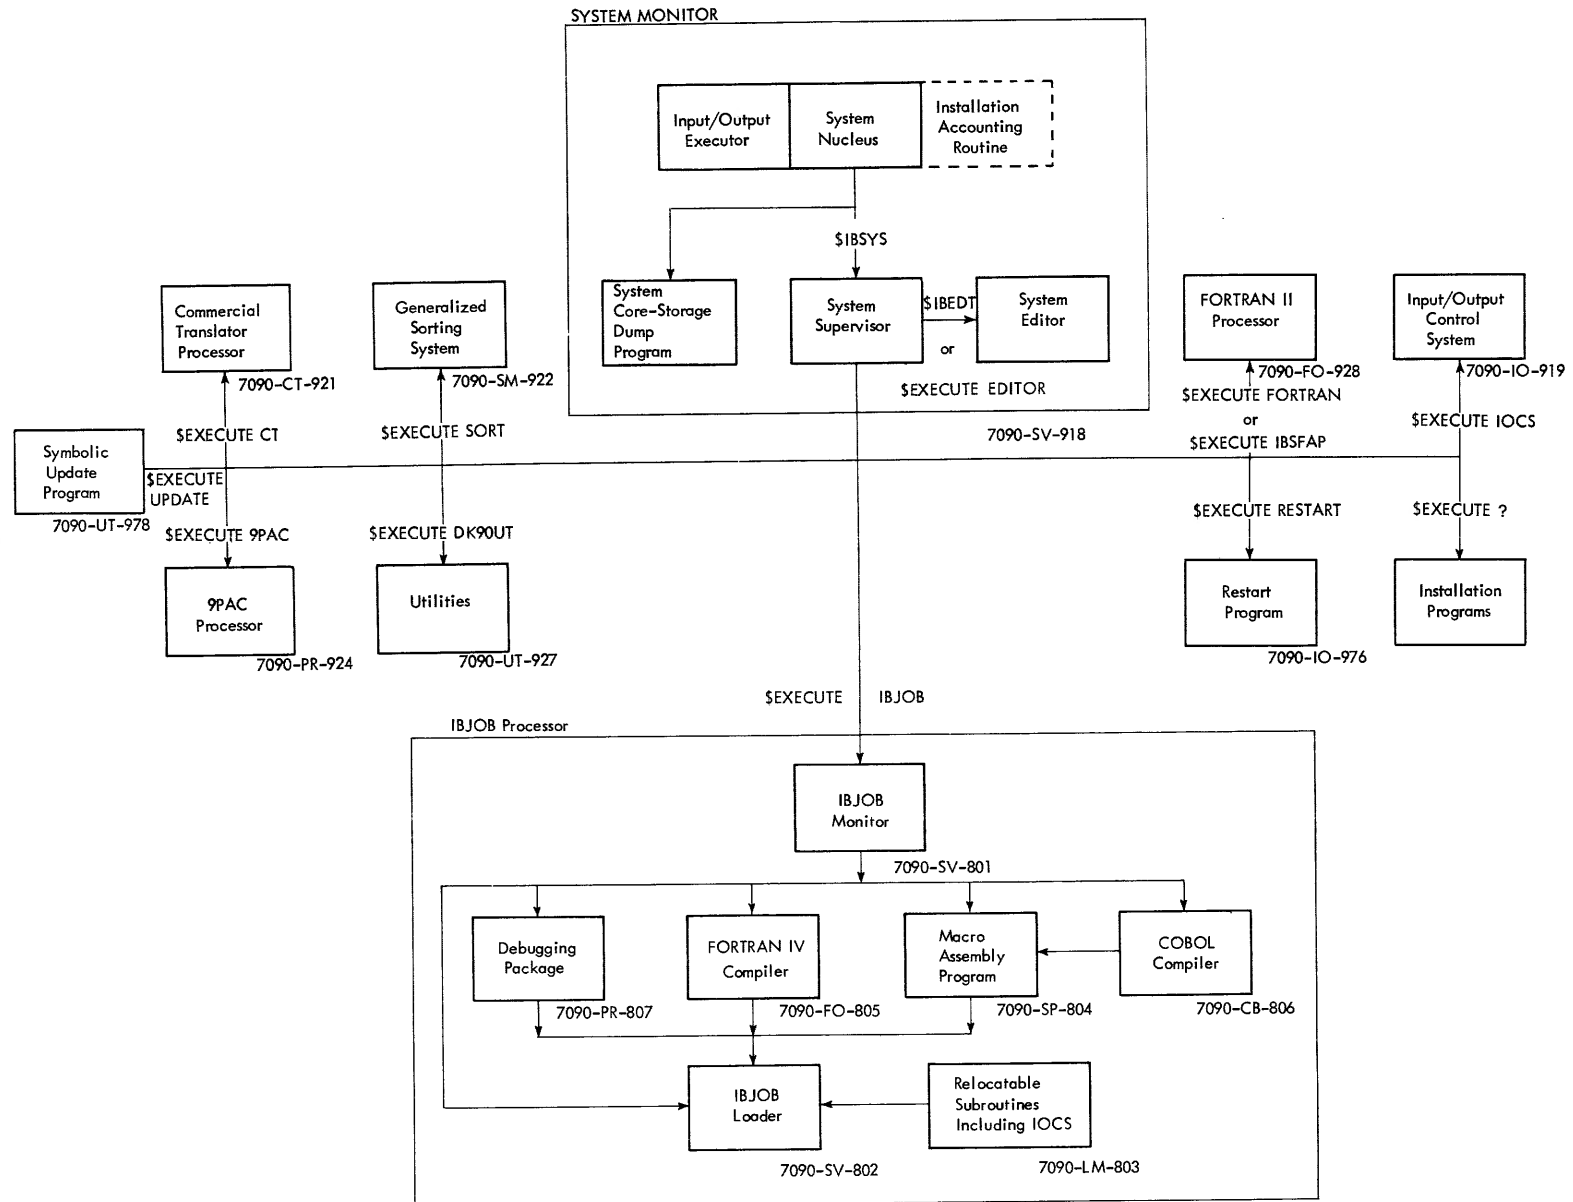 SYSTEM MONITOR
Input/Output
Executor
System
Nucleus
Installation
Accounting
Routine
$IBSYS
System
Core-Storage
Dump
Program
System
Supervisor
$IBEDT
or
$EXECUTE EDITOR
System
Editor
7090-SV-918
Commercial
Translator
Processor
7090-CT-921
$EXECUTE CT
Generalized
Sorting
System
7090-SM-922
$EXECUTE SORT
FORTRAN II
Processor
7090-FO-928
$EXECUTE FORTRAN
or
$EXECUTE IBSFAP
Input/Output
Control
System
7090-IO-919
$EXECUTE IOCS
Symbolic
Update
Program
7090-UT-978
$EXECUTE
UPDATE
$EXECUTE 9PAC
9PAC
Processor
7090-PR-924
$EXECUTE DK90UT
Utilities
7090-UT-927
$EXECUTE RESTART
Restart
Program
7090-IO-976
$EXECUTE ?
Installation
Programs
$EXECUTE IBJOB
IBJOB Processor
IBJOB
Monitor
7090-SV-801
Debugging
Package
7090-PR-807
FORTRAN IV
Compiler
7090-FO-805
Macro
Assembly
Program
7090-SP-804
COBOL
Compiler
7090-CB-806
IBJOB
Loader
7090-SV-802
Relocatable
Subroutines
Including IOCS
7090-LM-803